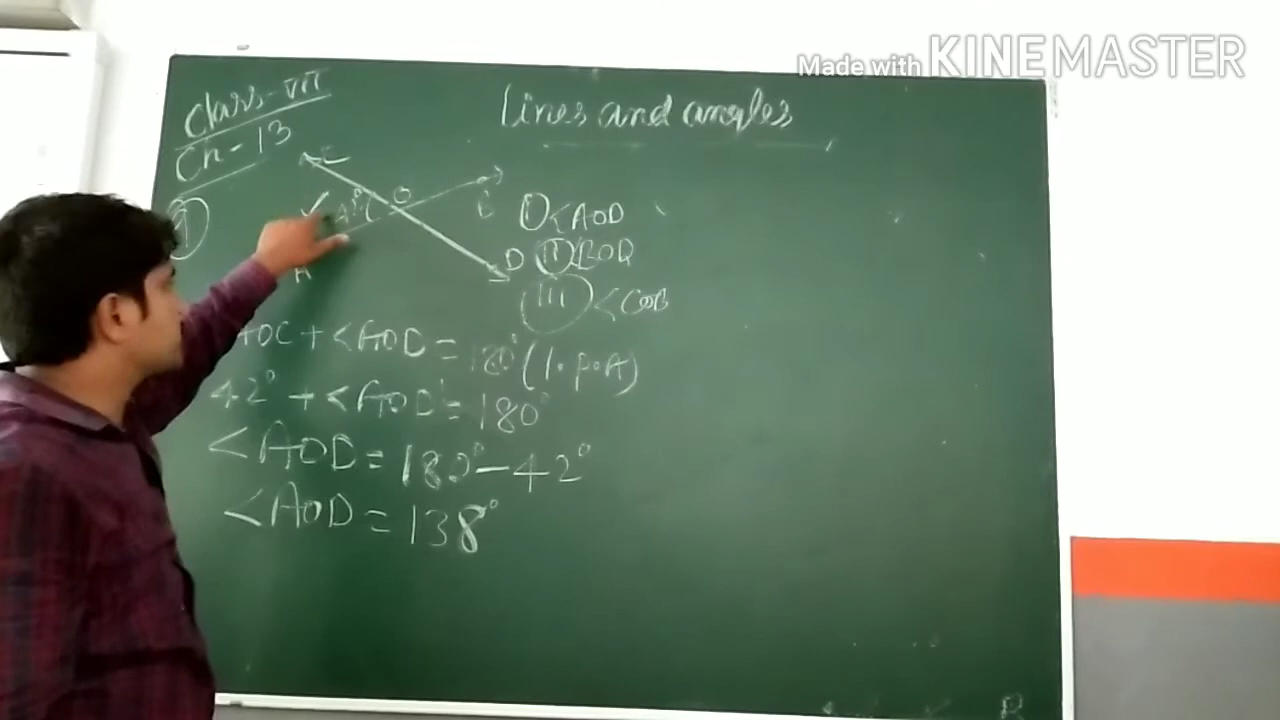 Made with KINEMASTER
Class-VII
Lines and angles
Ch-13
C
O
42°
B
A
D
I <AOD
II <BOD
III <COB
AOC + <AOD = 180° (l.p.A)
42° + <AOD = 180°
<AOD = 180° - 42°
<AOD = 138°